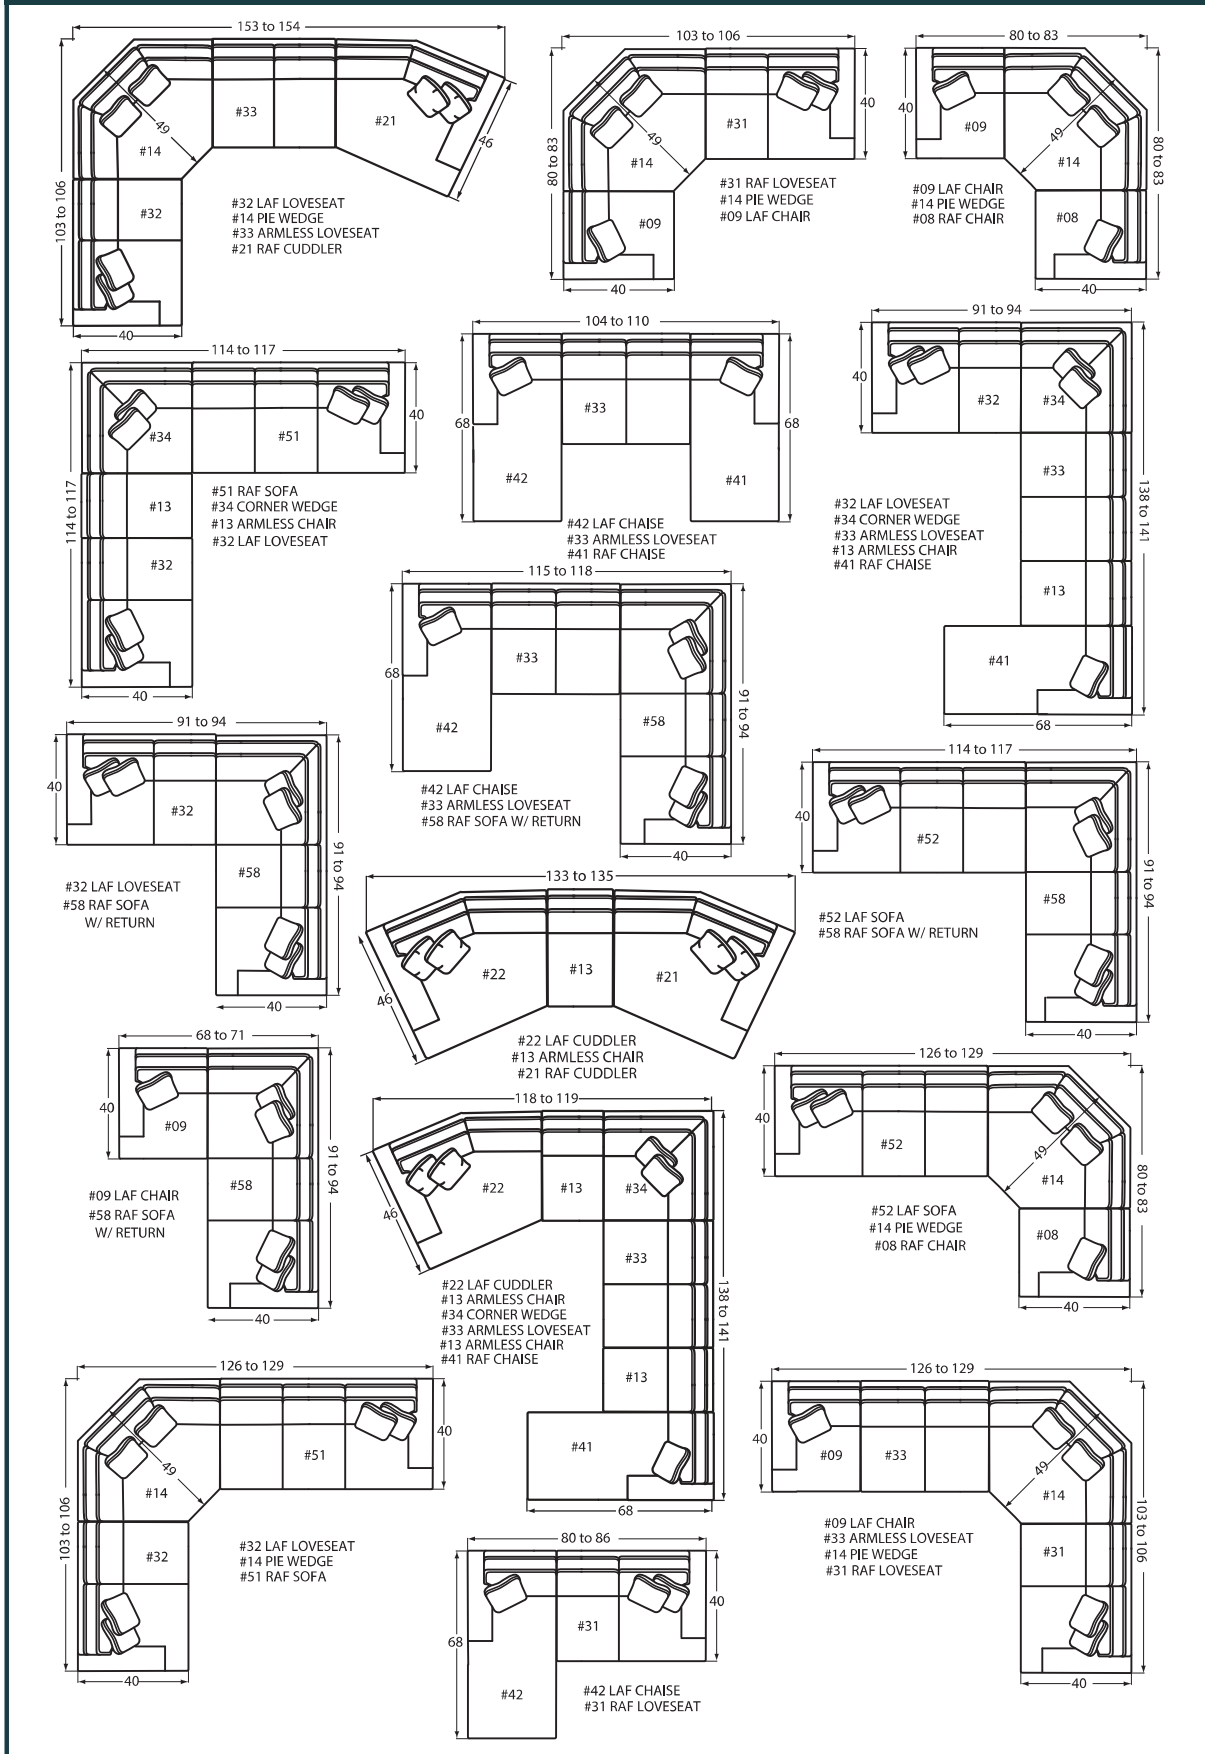 153 to 154
#33
#21
49
46
#14
#32
103 to 106
40
#32 LAF LOVESEAT
#14 PIE WEDGE
#33 ARMLESS LOVESEAT
#21 RAF CUDDLER
103 to 106
80 to 83
#31
40
49
#14
#09
40
#31 RAF LOVESEAT
#14 PIE WEDGE
#09 LAF CHAIR
80 to 83
40
#09
49
#14
#08
80 to 83
40
#09 LAF CHAIR
#14 PIE WEDGE
#08 RAF CHAIR
114 to 117
#34
#51
40
#13
#32
114 to 117
40
#51 RAF SOFA
#34 CORNER WEDGE
#13 ARMLESS CHAIR
#32 LAF LOVESEAT
104 to 110
68
#33
68
#42
#41
#42 LAF CHAISE
#33 ARMLESS LOVESEAT
#41 RAF CHAISE
91 to 94
40
#32
#34
#33
138 to 141
#13
#41
68
#32 LAF LOVESEAT
#34 CORNER WEDGE
#33 ARMLESS LOVESEAT
#13 ARMLESS CHAIR
#41 RAF CHAISE
115 to 118
68
#33
#42
#58
91 to 94
40
#42 LAF CHAISE
#33 ARMLESS LOVESEAT
#58 RAF SOFA W/ RETURN
91 to 94
40
#32
#58
91 to 94
40
#32 LAF LOVESEAT
#58 RAF SOFA
W/ RETURN
114 to 117
40
#52
#58
91 to 94
40
#52 LAF SOFA
#58 RAF SOFA W/ RETURN
133 to 135
46
#22
#13
#21
#22 LAF CUDDLER
#13 ARMLESS CHAIR
#21 RAF CUDDLER
68 to 71
40
#09
#58
91 to 94
40
#09 LAF CHAIR
#58 RAF SOFA
W/ RETURN
118 to 119
46
#22
#13
#34
#33
138 to 141
#13
#41
68
#22 LAF CUDDLER
#13 ARMLESS CHAIR
#34 CORNER WEDGE
#33 ARMLESS LOVESEAT
#13 ARMLESS CHAIR
#41 RAF CHAISE
126 to 129
40
#52
49
#14
#08
80 to 83
40
#52 LAF SOFA
#14 PIE WEDGE
#08 RAF CHAIR
126 to 129
#51
40
49
#14
#32
103 to 106
40
#32 LAF LOVESEAT
#14 PIE WEDGE
#51 RAF SOFA
80 to 86
68
#31
40
#42
#42 LAF CHAISE
#31 RAF LOVESEAT
126 to 129
40
#09
#33
49
#14
#31
103 to 106
40
#09 LAF CHAIR
#33 ARMLESS LOVESEAT
#14 PIE WEDGE
#31 RAF LOVESEAT